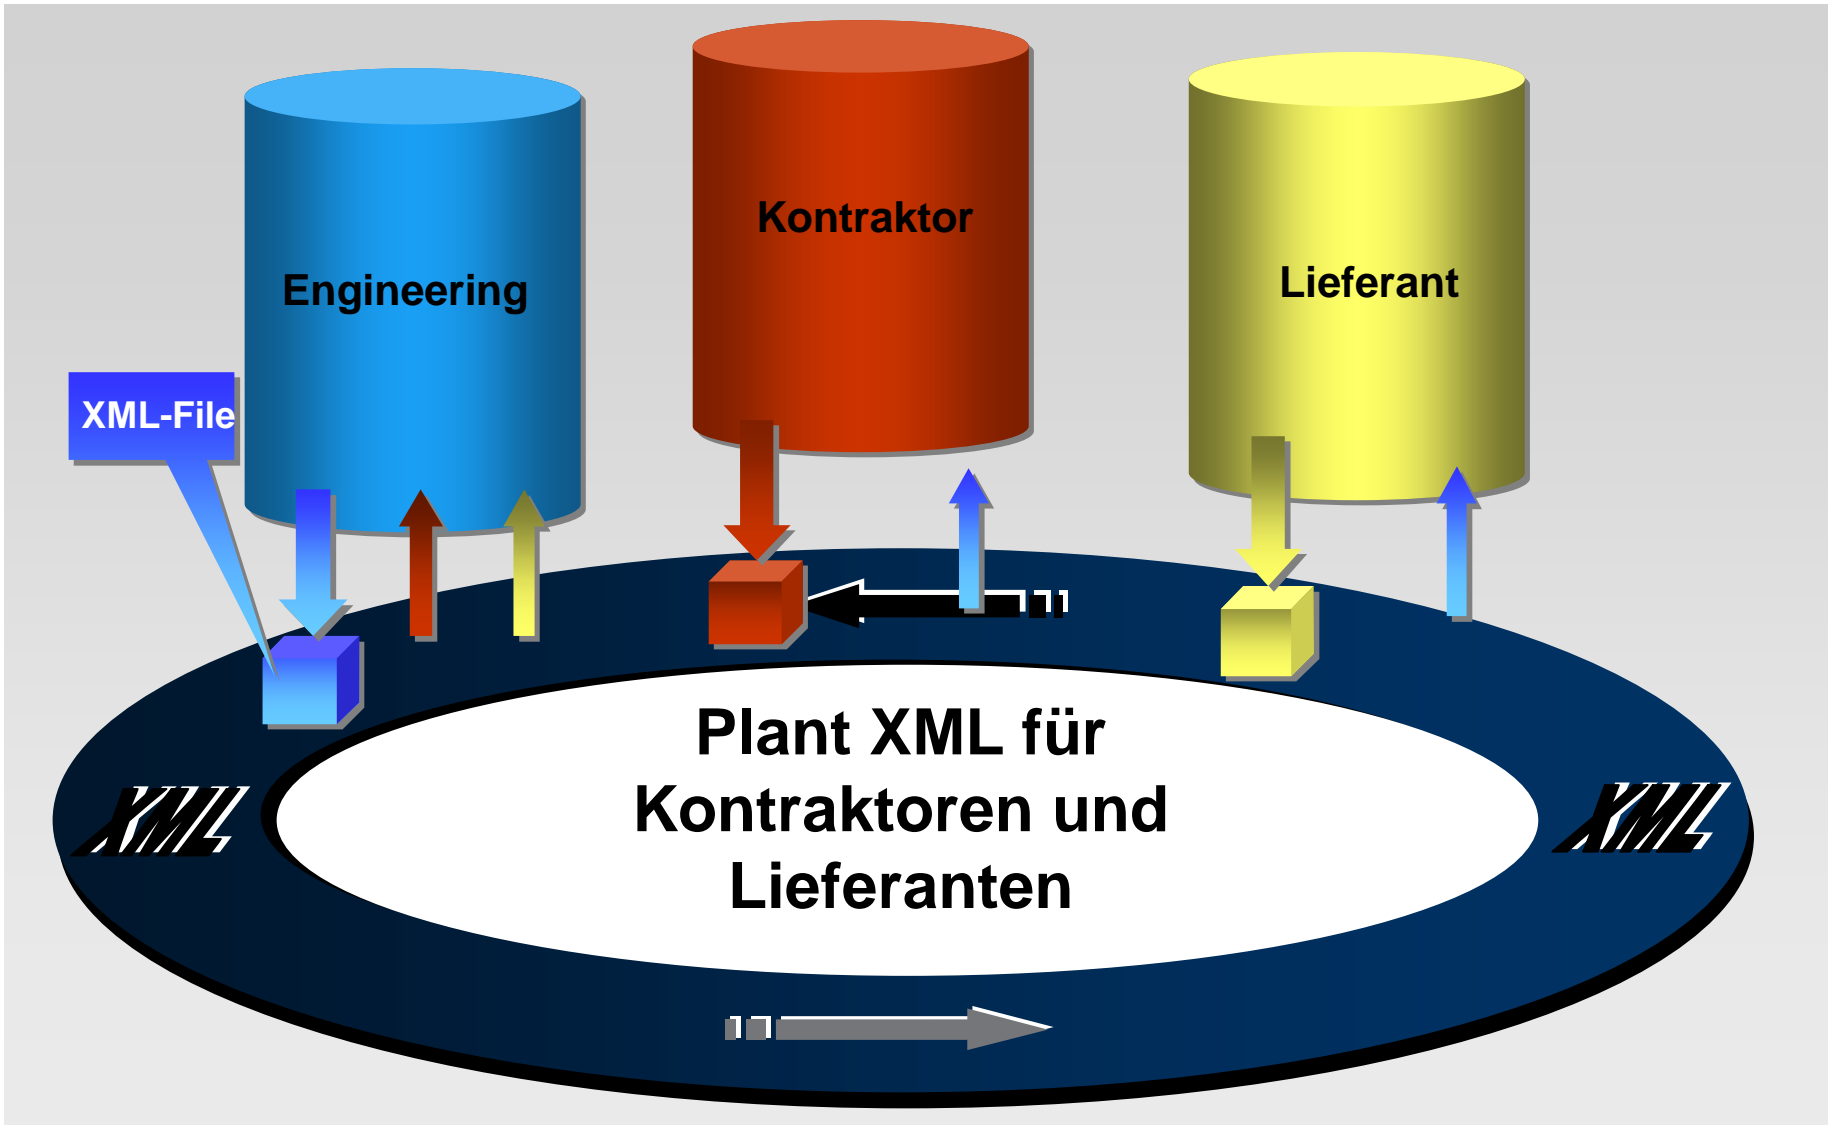 Kontraktor
Engineering
Lieferant
XML-File
Plant XML für
Kontraktoren und
Lieferanten
XML
XML